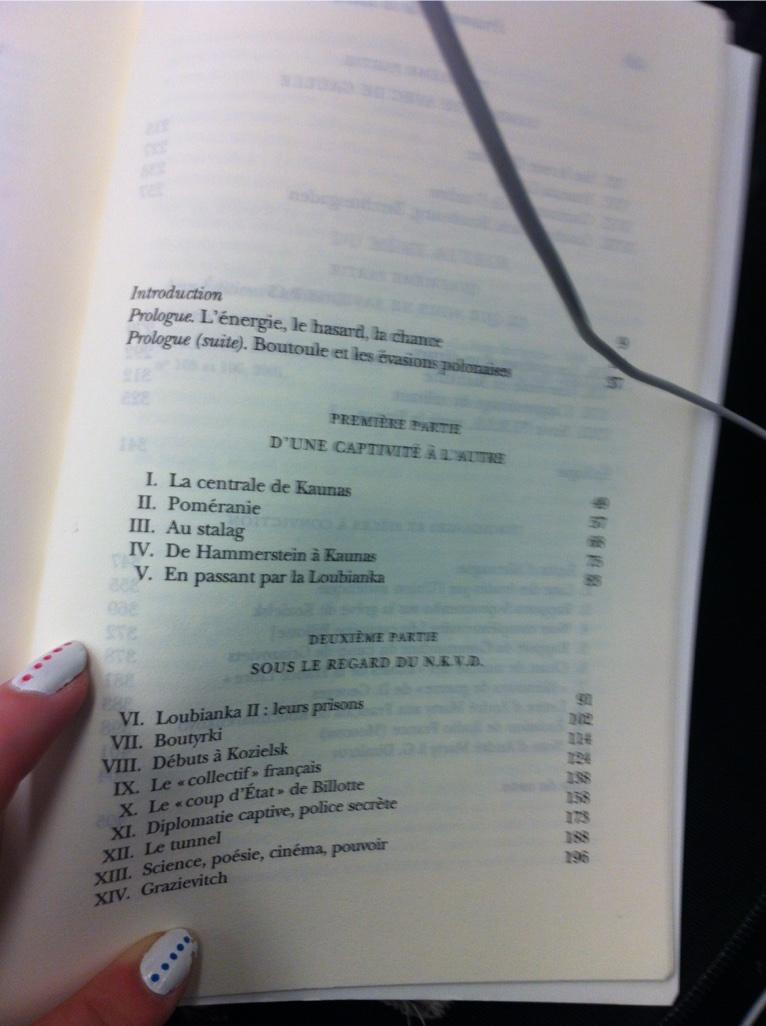 Introduction
Prologue. L'énergie, le hasard, la chance 9
Prologue (suite). Boutoule et les évasions polonaises 37
PREMIÈRE PARTIE
D'UNE CAPTIVITÉ À L'AUTRE
I. La centrale de Kaunas
II. Poméranie 57
III. Au stalag 68
IV. De Hammerstein à Kaunas 75
V. En passant par la Loubianka
DEUXIÈME PARTIE
SOUS LE REGARD DU N.K.V.D.
VI. Loubianka II : leurs prisons 91
VII. Boutyrki 102
VIII. Débuts à Kozielsk 114
IX. Le « collectif » français 124
X. Le « coup d'État » de Billotte 138
XI. Diplomatie captive, police secrète 158
XII. Le tunnel 173
XIII. Science, poésie, cinéma, pouvoir 188
XIV. Grazievitch 196